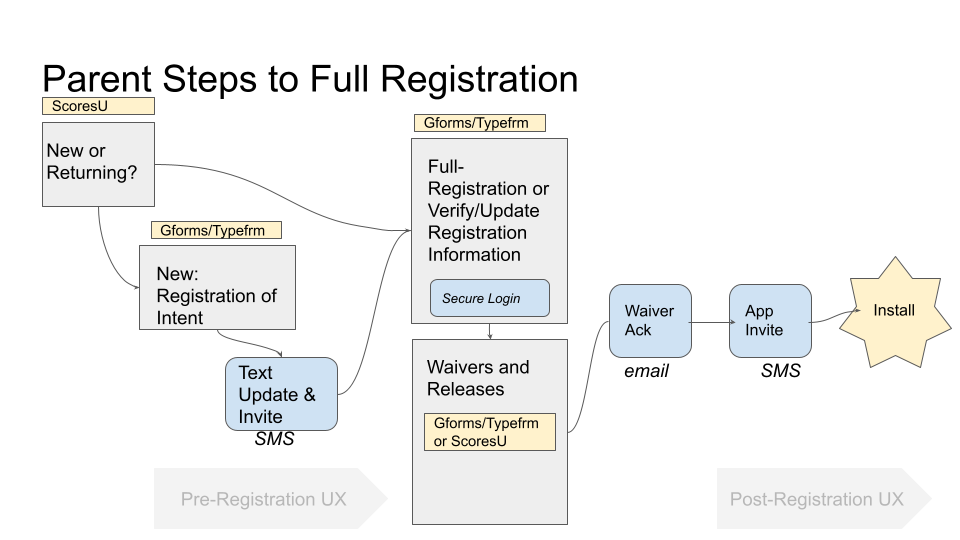 Parent Steps to Full Registration
ScoresU
New or
Returning?
Gforms/Typefrm
New:
Registration of
Intent
Text
Update &
Invite
SMS
Gforms/Typefrm
Full-
Registration or
Verify/Update
Registration
Information
Secure Login
Waivers and
Releases
Gforms/Typefrm
or ScoresU
Waiver
Ack
email
App
Invite
SMS
Install
Pre-Registration UX
Post-Registration UX